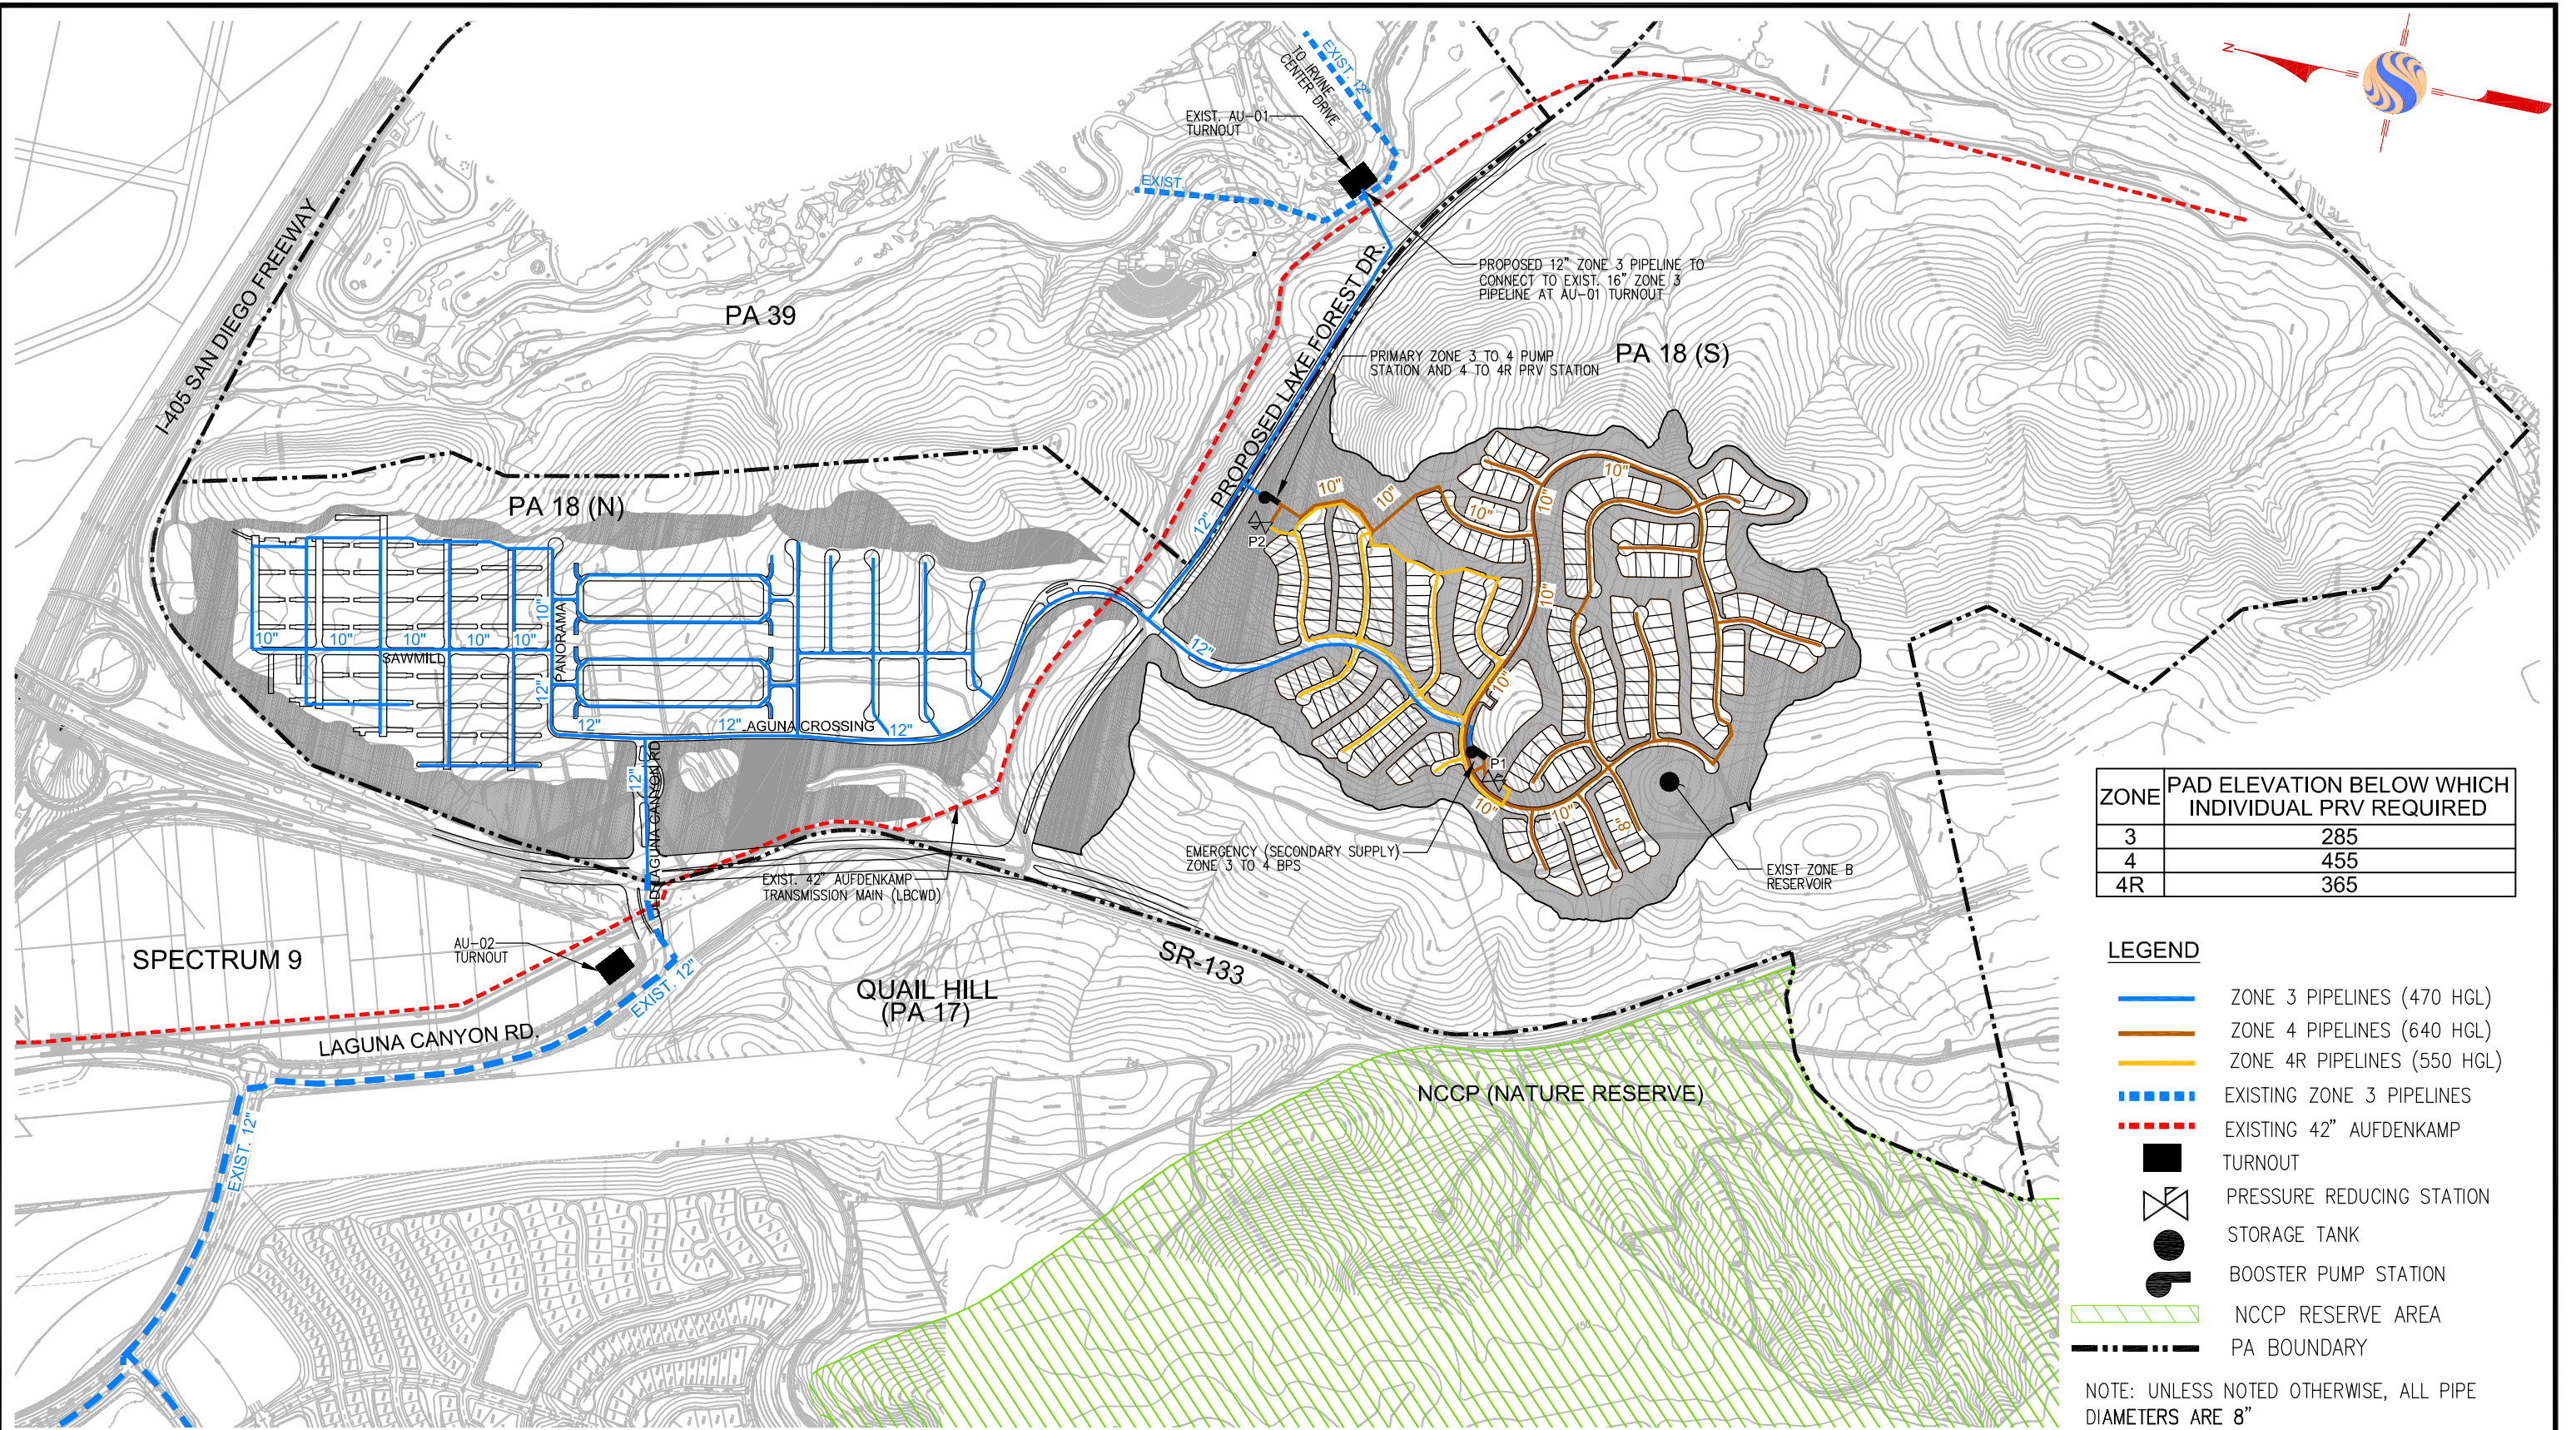 N
EXIST. 12"
TO IRVINE
CENTER DRIVE
EXIST. AU-01
TURNOUT
EXIST
I-405 SAN DIEGO FREEWAY
PA 39
PROPOSED LAKE FOREST DR.
PROPOSED 12" ZONE 3 PIPELINE TO
CONNECT TO EXIST. 16" ZONE 3
PIPELINE AT AU-01 TURNOUT
PRIMARY ZONE 3 TO 4 PUMP
STATION AND 4 TO 4R PRV STATION
PA 18 (S)
PA 18 (N)
12"
P2
10"
10"
10"
10"
10"
10"
10"
10"
10"
10"
10"
10"
10"
10"
SAWMILL
PANORAMA
12"
12"
12"
LAGUNA CROSSING
12"
12"
12"
OLD LAGUNA CANYON RD
P1
10"
10"
8"
EMERGENCY (SECONDARY SUPPLY)
ZONE 3 TO 4 BPS
EXIST ZONE B
RESERVOIR
EXIST. 42" AUFDENKAMP
TRANSMISSION MAIN (LBCWD)
AU-02
TURNOUT
SPECTRUM 9
EXIST. 12"
QUAIL HILL
(PA 17)
SR-133
LAGUNA CANYON RD.
EXIST. 12"
NCCP (NATURE RESERVE)
ZONE
PAD ELEVATION BELOW WHICH
INDIVIDUAL PRV REQUIRED
3 285
4 455
4R 365
LEGEND
ZONE 3 PIPELINES (470 HGL)
ZONE 4 PIPELINES (640 HGL)
ZONE 4R PIPELINES (550 HGL)
EXISTING ZONE 3 PIPELINES
EXISTING 42" AUFDENKAMP
TURNOUT
PRESSURE REDUCING STATION
STORAGE TANK
BOOSTER PUMP STATION
NCCP RESERVE AREA
PA BOUNDARY
NOTE: UNLESS NOTED OTHERWISE, ALL PIPE
DIAMETERS ARE 8"